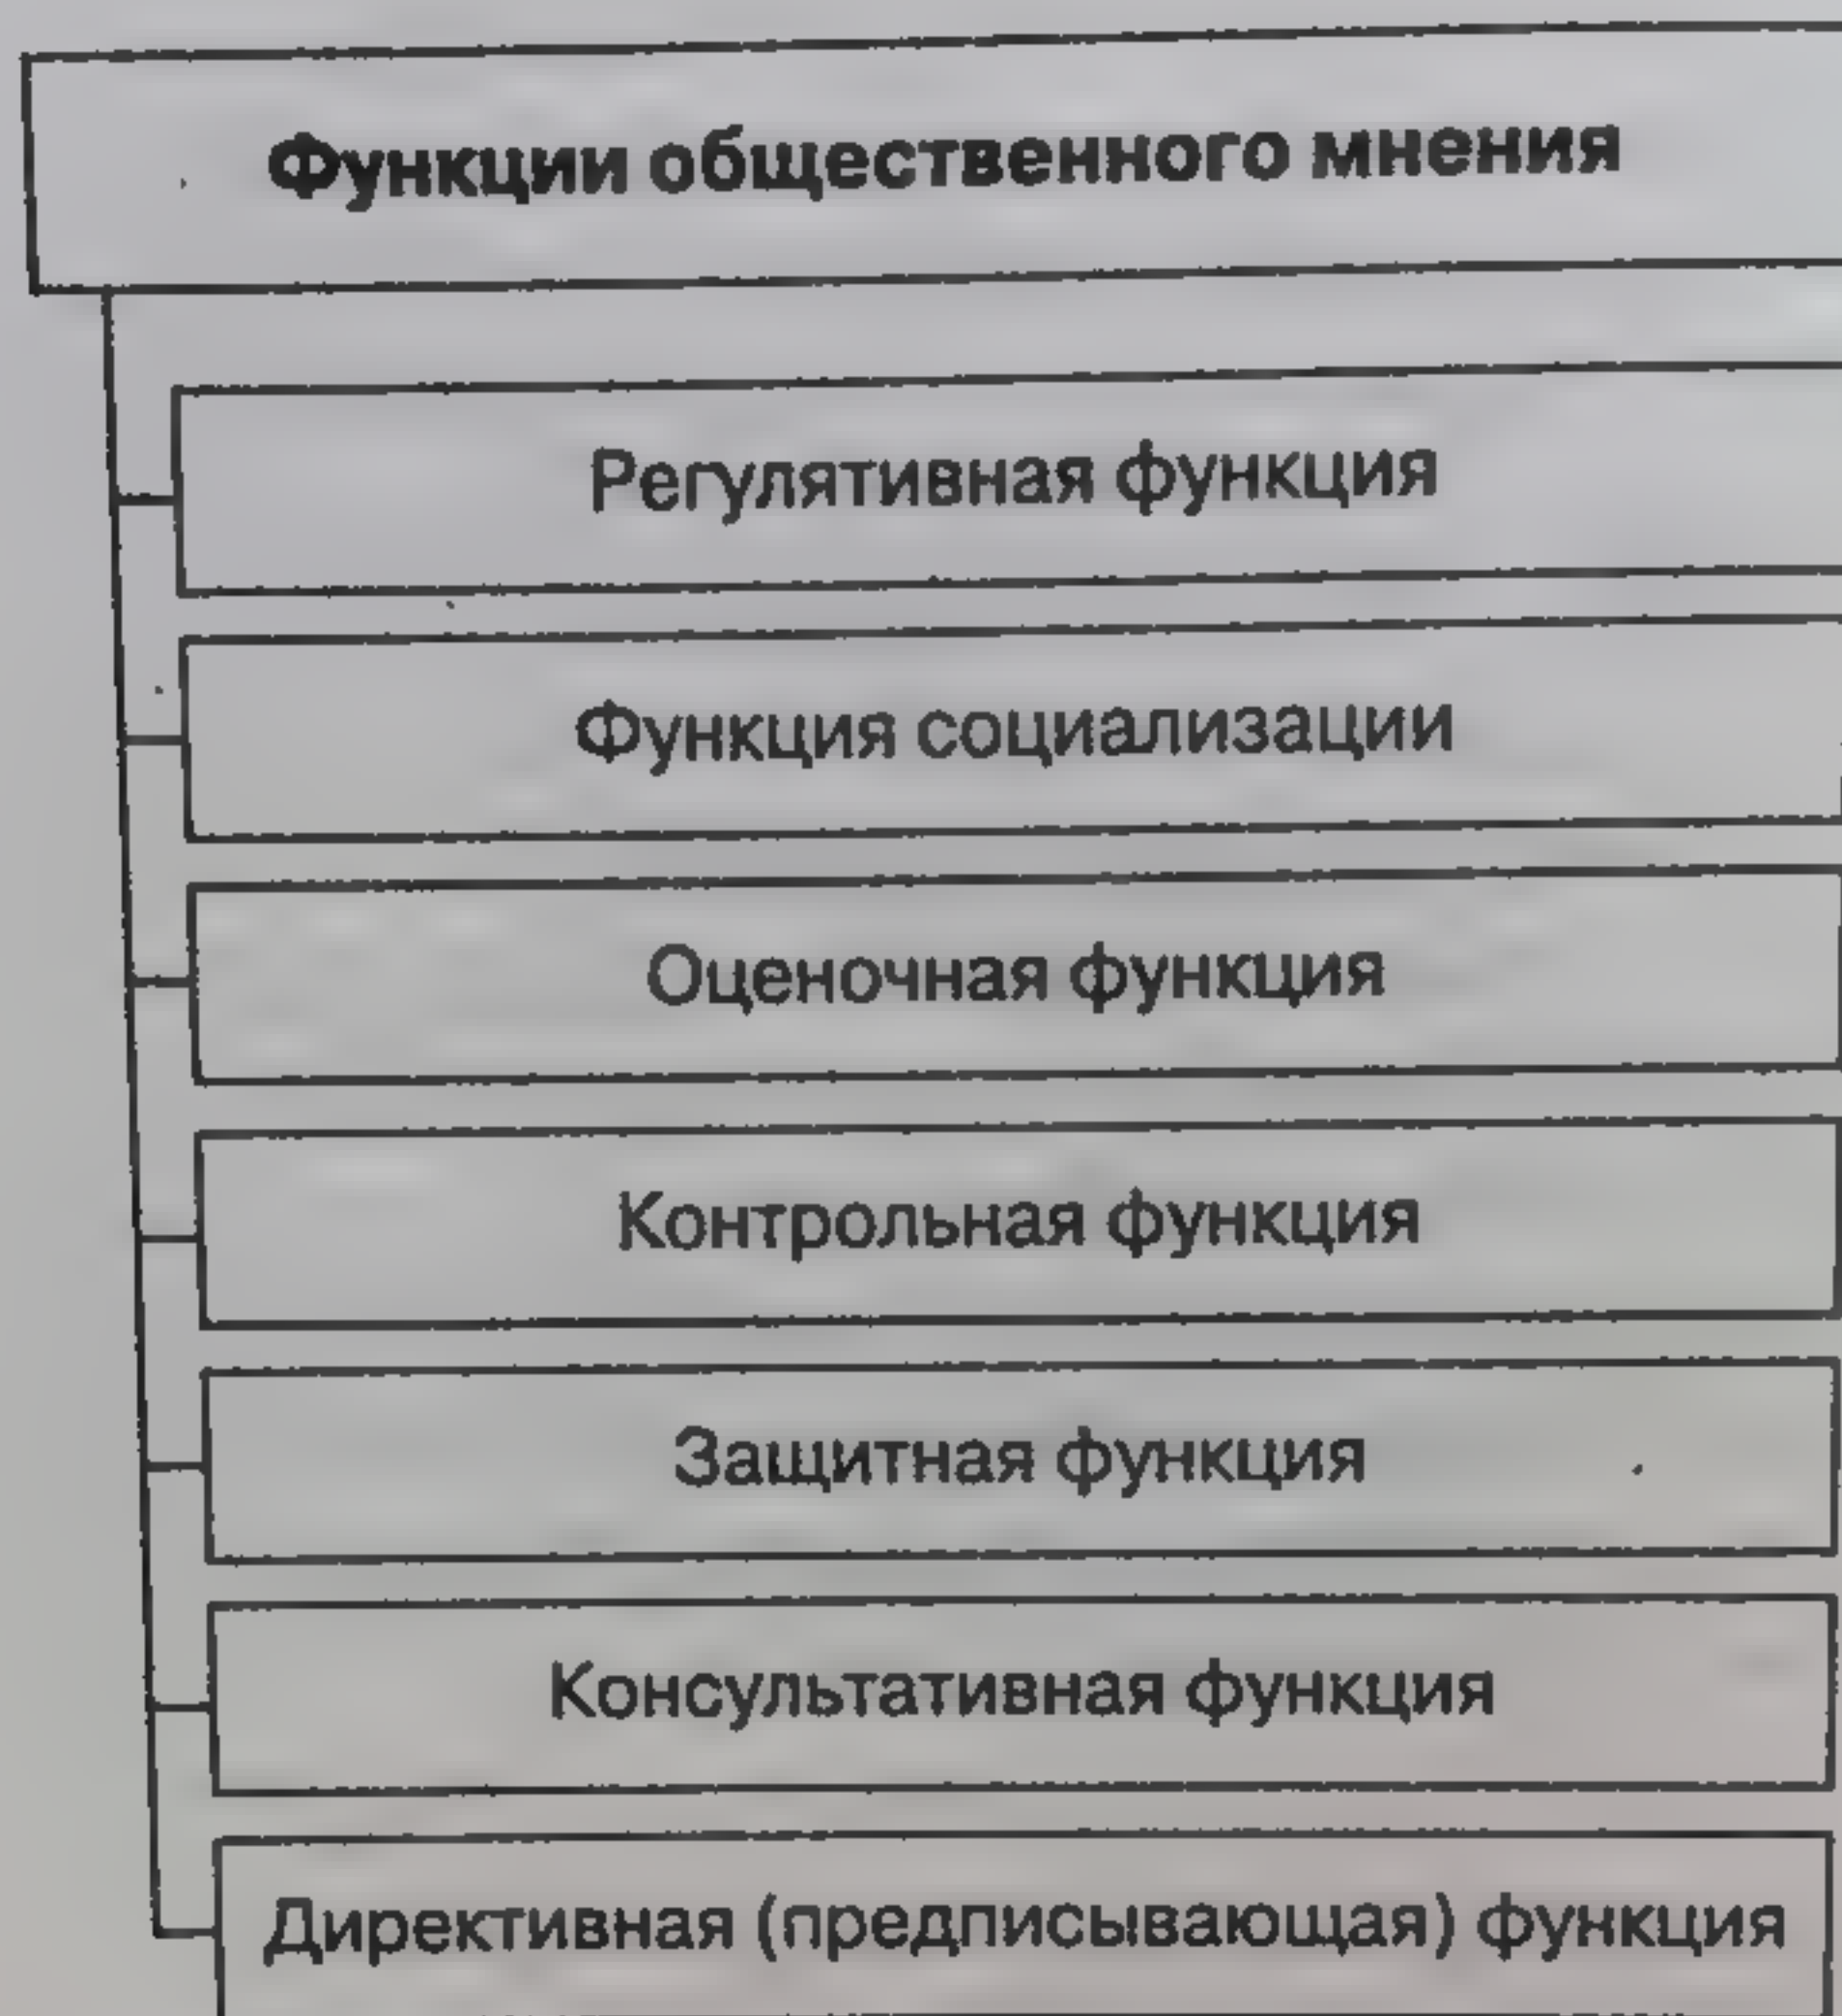 Функции общественного мнения
Регулятивная функция
Функция социализации
Оценочная функция
Контрольная функция
Защитная функция
Консультативная функция
Директивная (предписывающая) функция